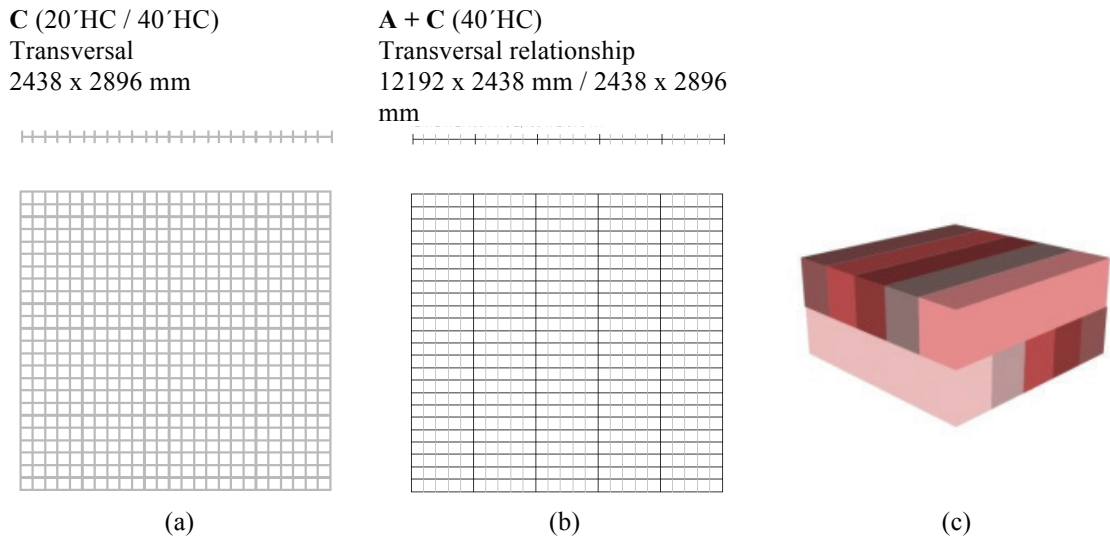 C (20´HC / 40´HC)
Transversal
2438 x 2896 mm
A + C (40´HC)
Transversal relationship
12192 x 2438 mm / 2438 x 2896
mm
(a)
(b)
(c)